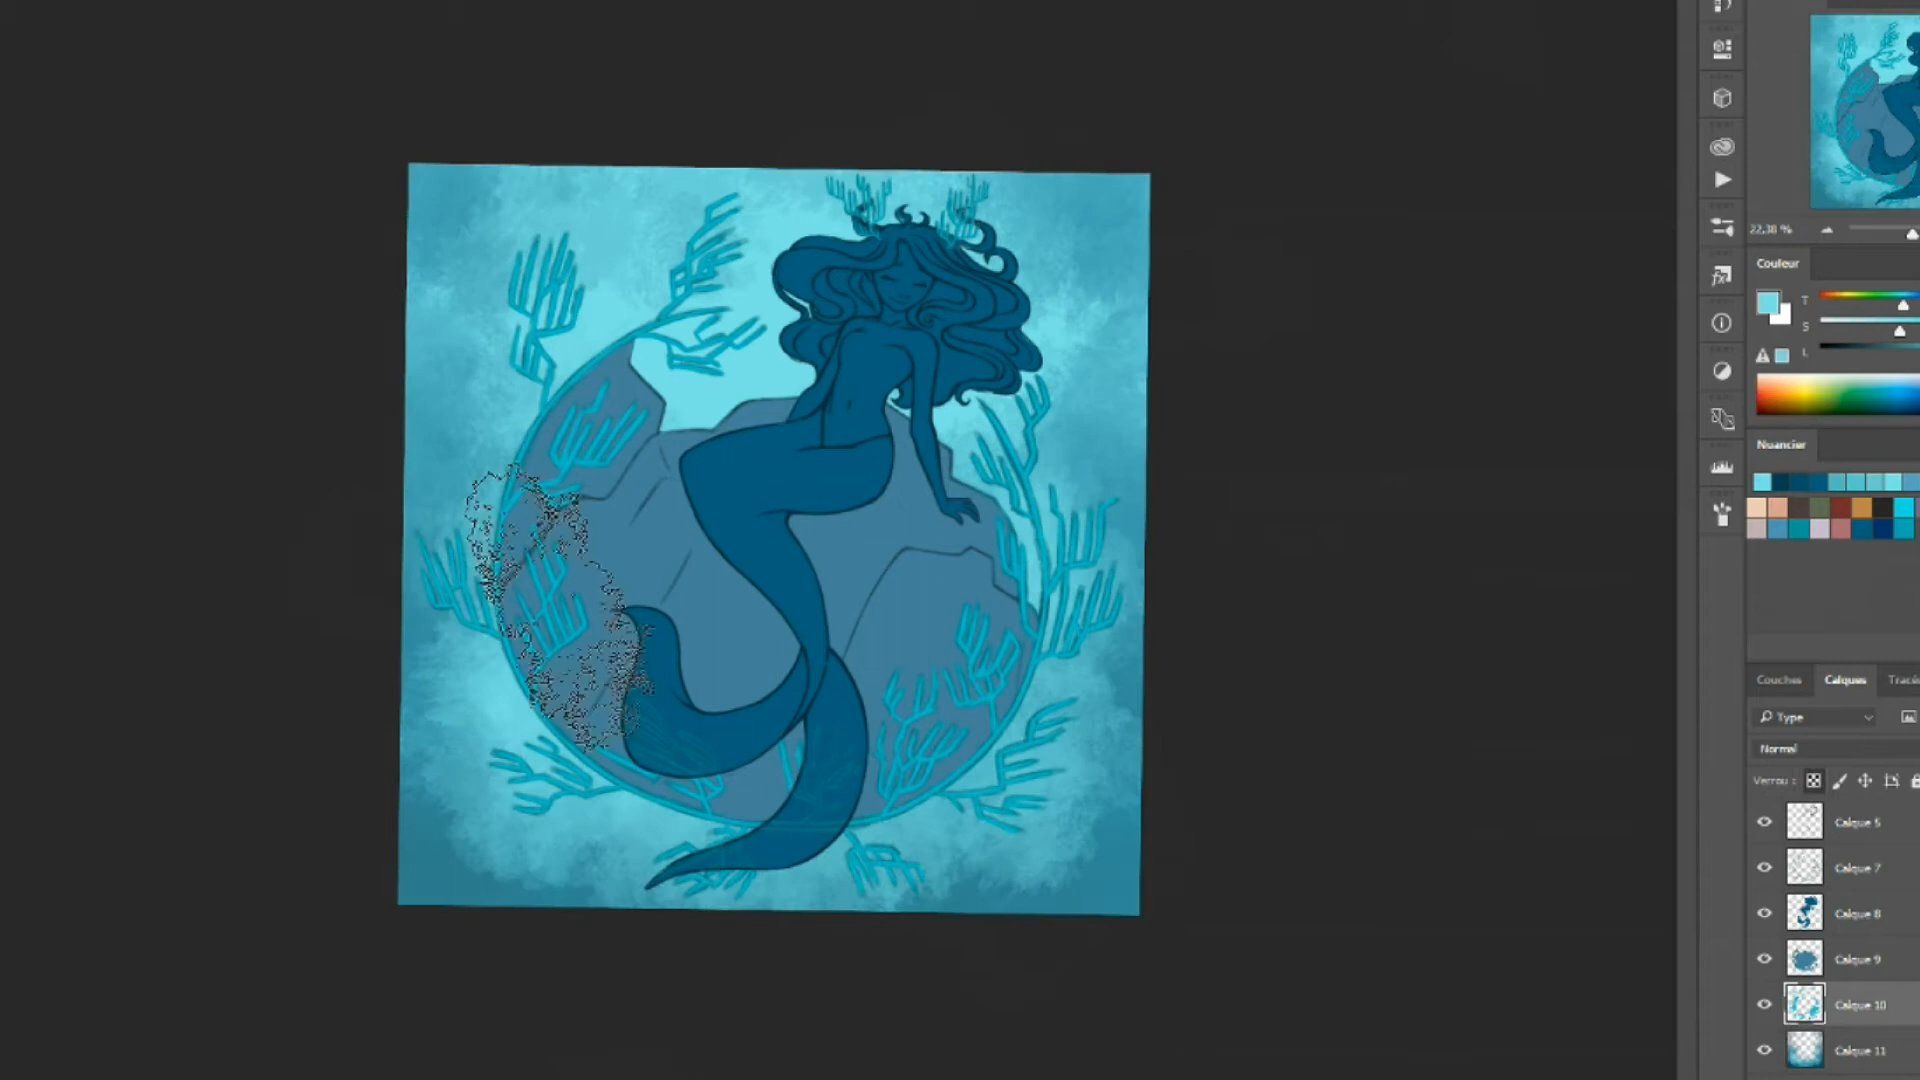 22,38 %
Couleur
T
S
L
Nuancier
Couches Calques
Type
Normal
Verrou :
Calque 5
Calque 7
Calque 8
Calque 9
Calque 10
Calque 11